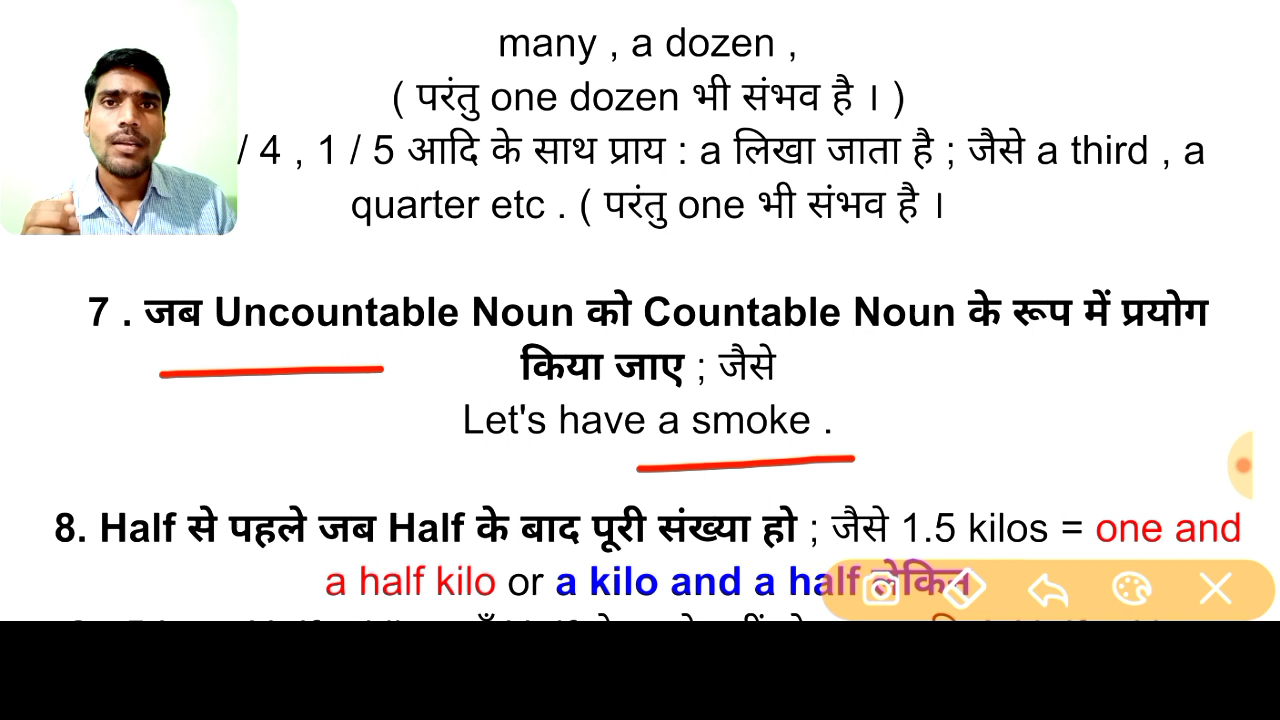 many , a dozen ,
( परंतु one dozen भी संभव है । )
/ 4 , 1 / 5 आदि के साथ प्राय : a लिखा जाता है ; जैसे a third , a
quarter etc . ( परंतु one भी संभव है ।
7 . जब Uncountable Noun को Countable Noun के रूप में प्रयोग
किया जाए ; जैसे
Let's have a smoke .
8. Half से पहले जब Half के बाद पूरी संख्या हो ; जैसे 1.5 kilos = one and
a half kilo or a kilo and a half लेकिन